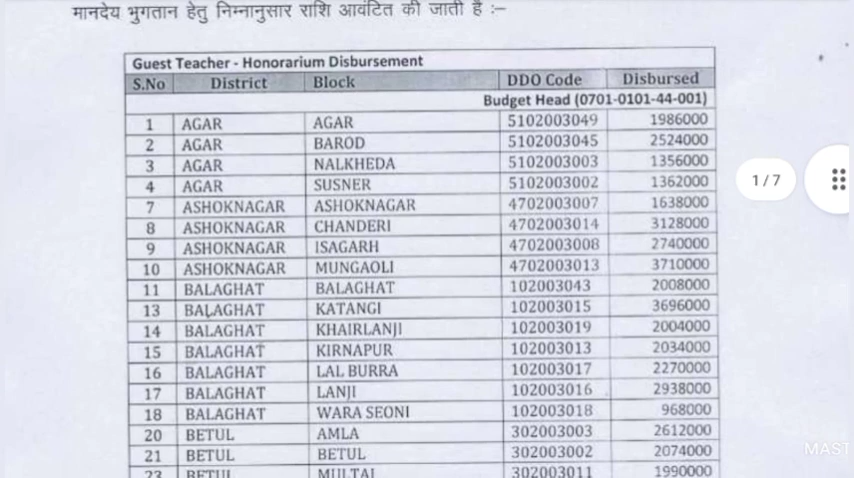 मानदेय भुगतान हेतु निम्नानुसार राशि आवंटित की जाती है :–
Guest Teacher - Honorarium Disbursement
S.No District Block DDO Code Disbursed
Budget Head (0701-0101-44-001)
1 AGAR AGAR 5102003049 1986000
2 AGAR BAROD 5102003045 2524000
3 AGAR NALKHEDA 5102003003 1356000
4 AGAR SUSNER 5102003002 1362000
7 ASHOKNAGAR ASHOKNAGAR 4702003007 1638000
8 ASHOKNAGAR CHANDERI 4702003014 3128000
9 ASHOKNAGAR ISAGARH 4702003008 2740000
10 ASHOKNAGAR MUNGAOLI 4702003013 3710000
11 BALAGHAT BALAGHAT 102003043 2008000
13 BALAGHAT KATANGI 102003015 3696000
14 BALAGHAT KHAIRLANJI 102003019 2004000
15 BALAGHAT KIRNAPUR 102003013 2034000
16 BALAGHAT LAL BURRA 102003017 2270000
17 BALAGHAT LANJI 102003016 2938000
18 BALAGHAT WARA SEONI 102003018 968000
20 BETUL AMLA 302003003 2612000
21 BETUL BETUL 302003002 2074000
23 BETUL MULTAI 302003011 1990000
1 / 7
MAST